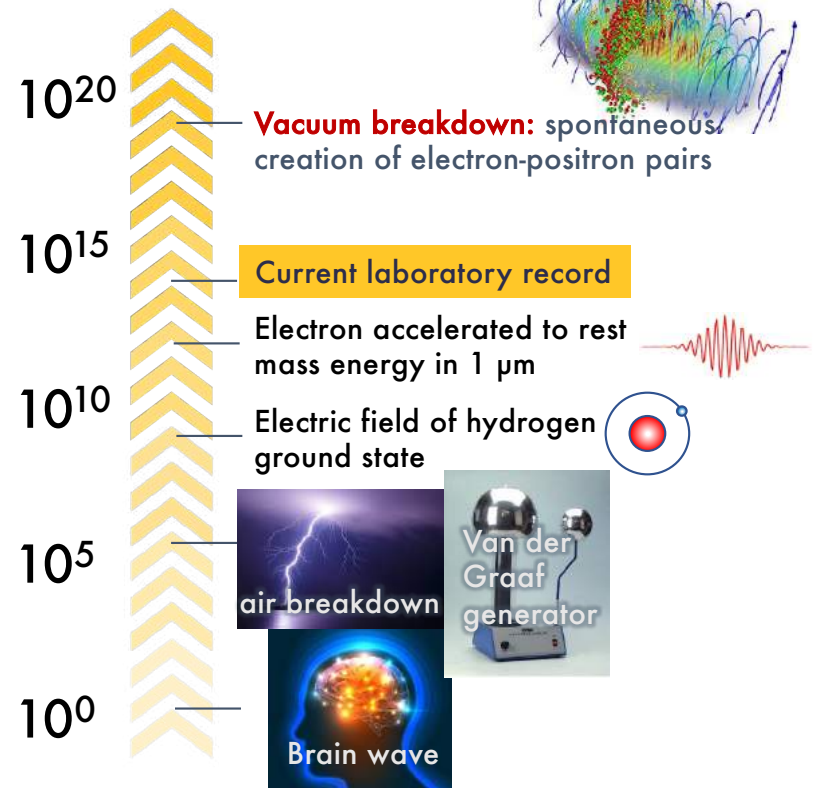 10²⁰
Vacuum breakdown: spontaneous
creation of electron-positron pairs
10¹⁵
Current laboratory record
Electron accelerated to rest
mass energy in 1 μm
10¹⁰
Electric field of hydrogen
ground state
10⁵
air breakdown
Van der
Graaf
generator
10⁰
Brain wave